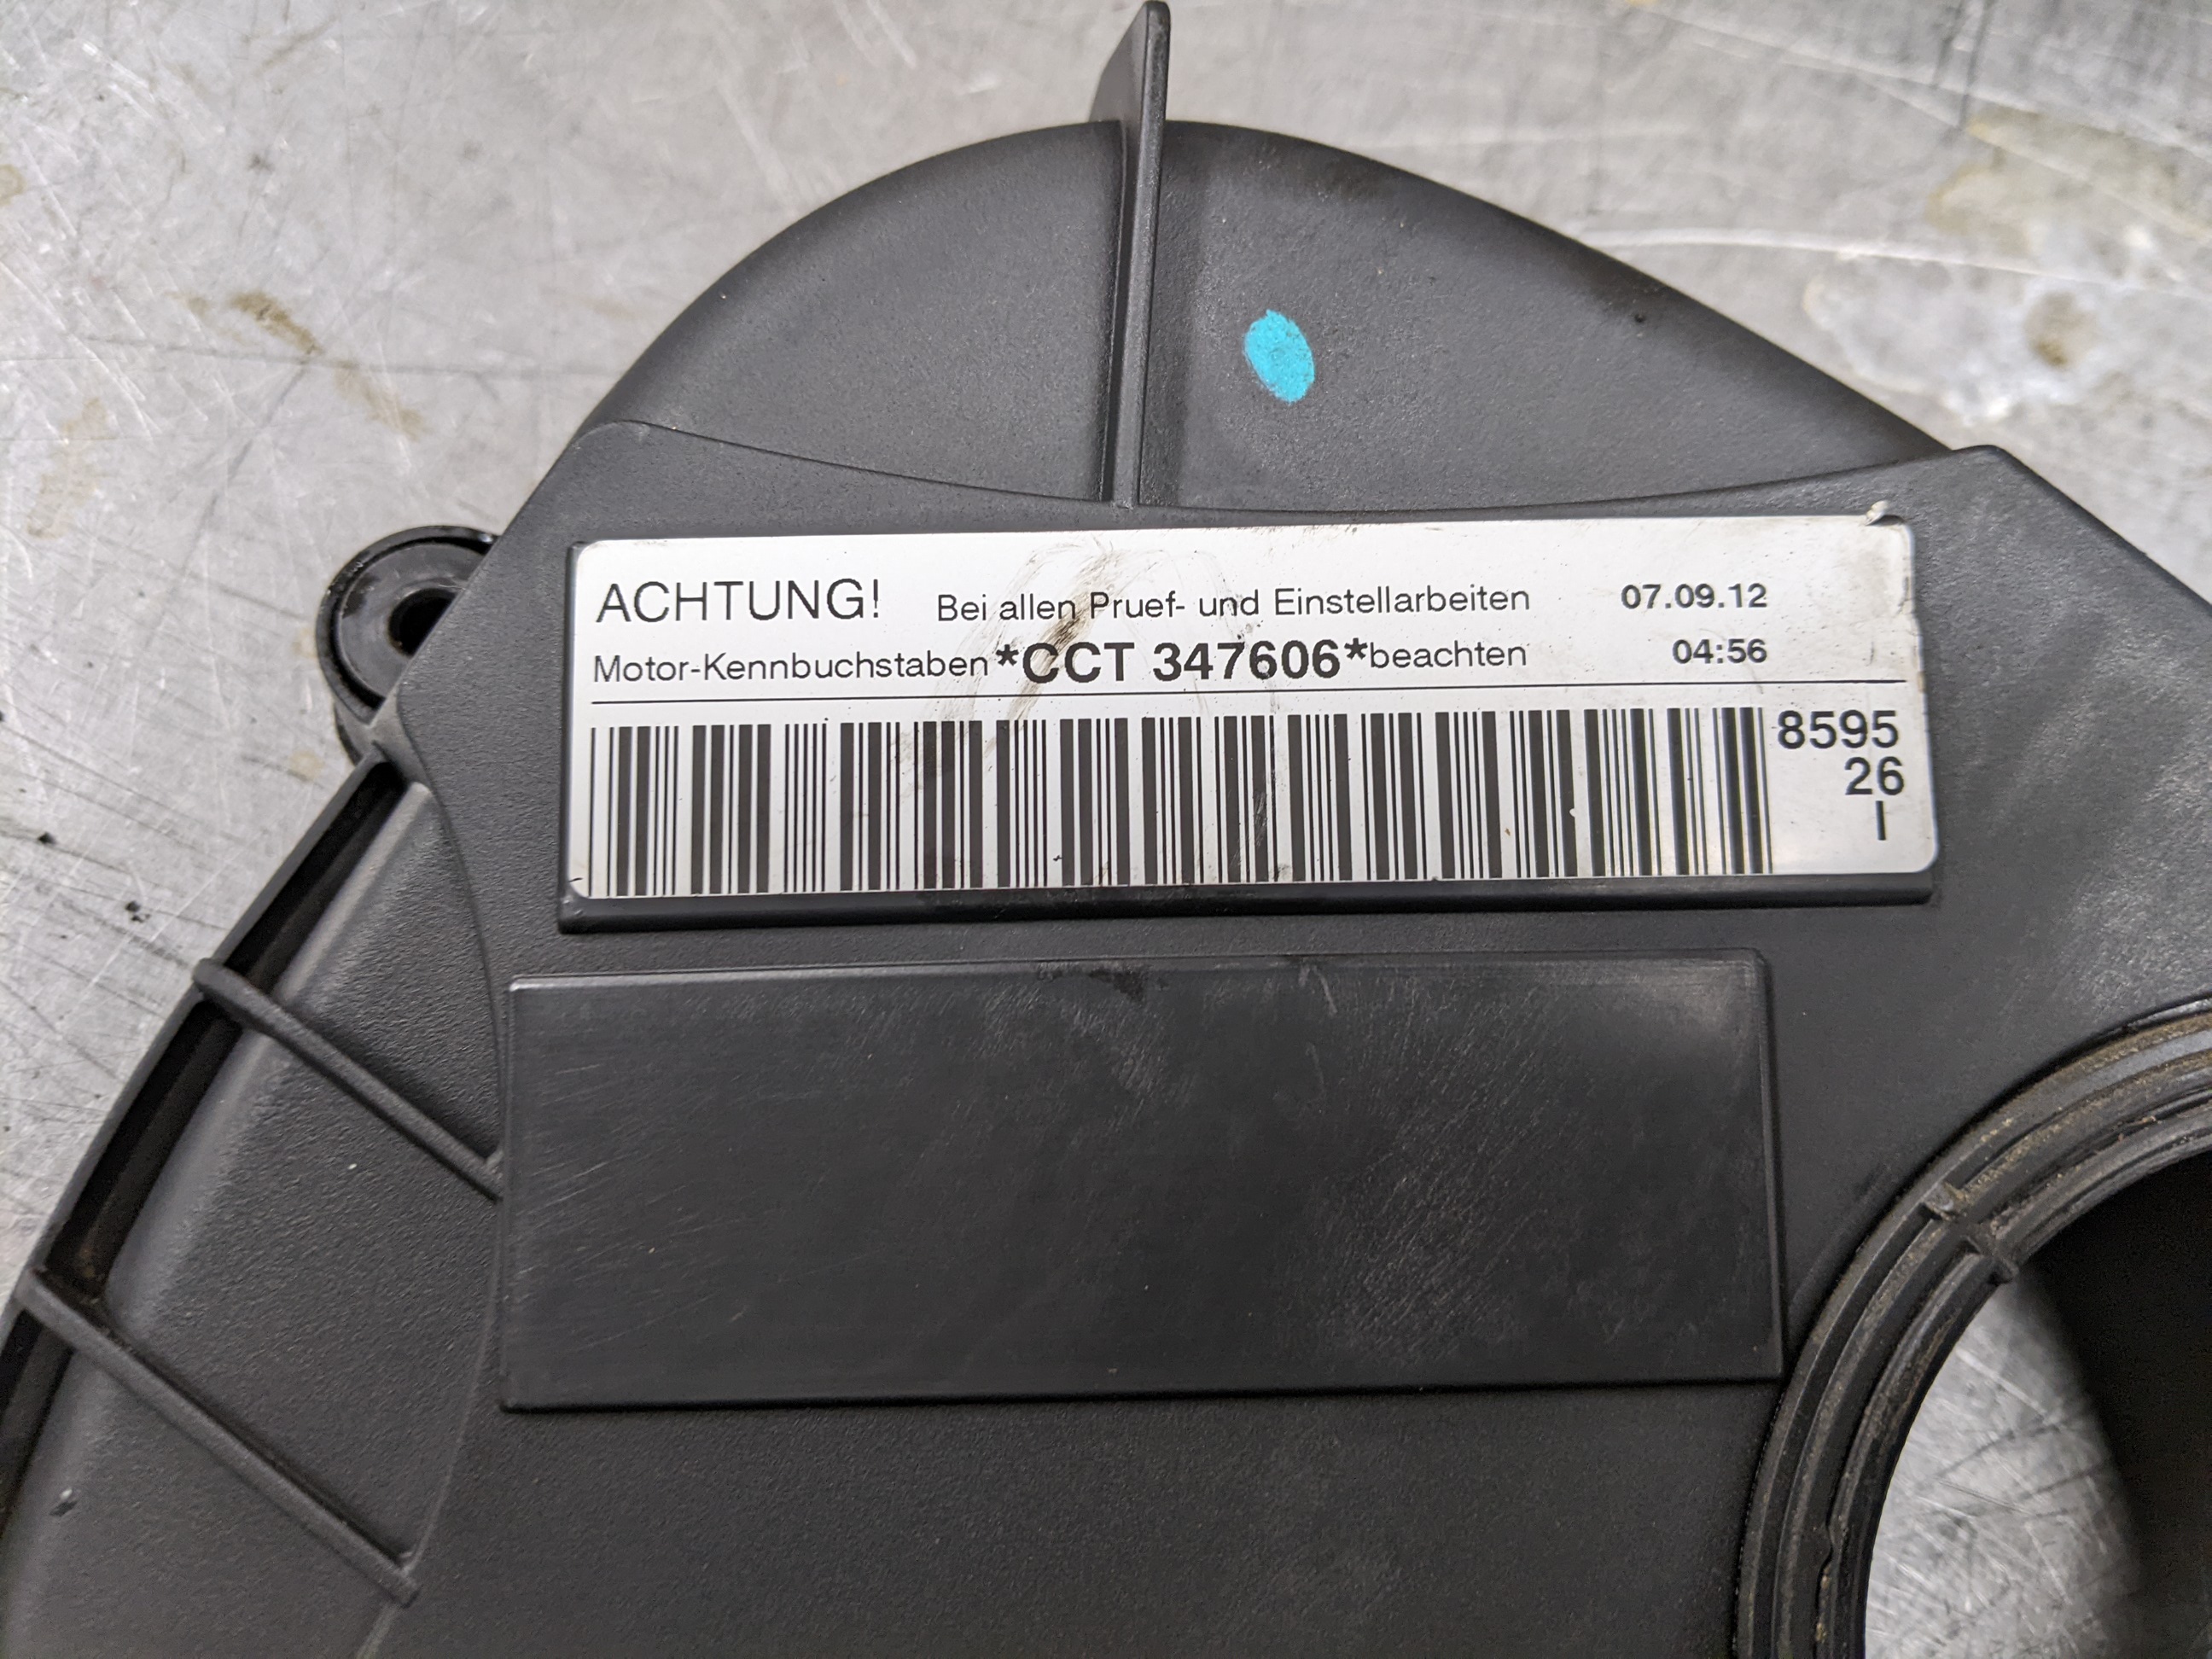 ACHTUNG! Bei allen Pruef- und Einstellarbeiten 07.09.12
Motor-Kennbuchstaben *CCT 347606* beachten 04:56
8595
26
I